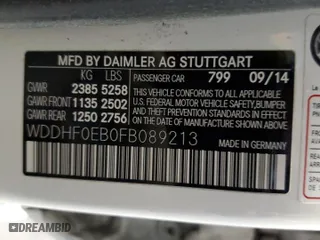 MFD BY DAIMLER AG STUTTGART
KG LBS PASSENGER CAR 799 09/14
GVWR 2385 5258 THIS VEHICLE CONFORMS TO ALL APPLICABLE
GAWR FRONT 1135 2502 U.S. FEDERAL MOTOR VEHICLE SAFETY,BUMPER
GAWR REAR 1250 2756 AND THEFT PREVENTION STANDARDS IN
EFFECT ON THE DATE OF MANUFACTURE
SHOWN ABOVE.
WDDHF0EB0FB089213
MADE IN GERMANY
DREAMBID